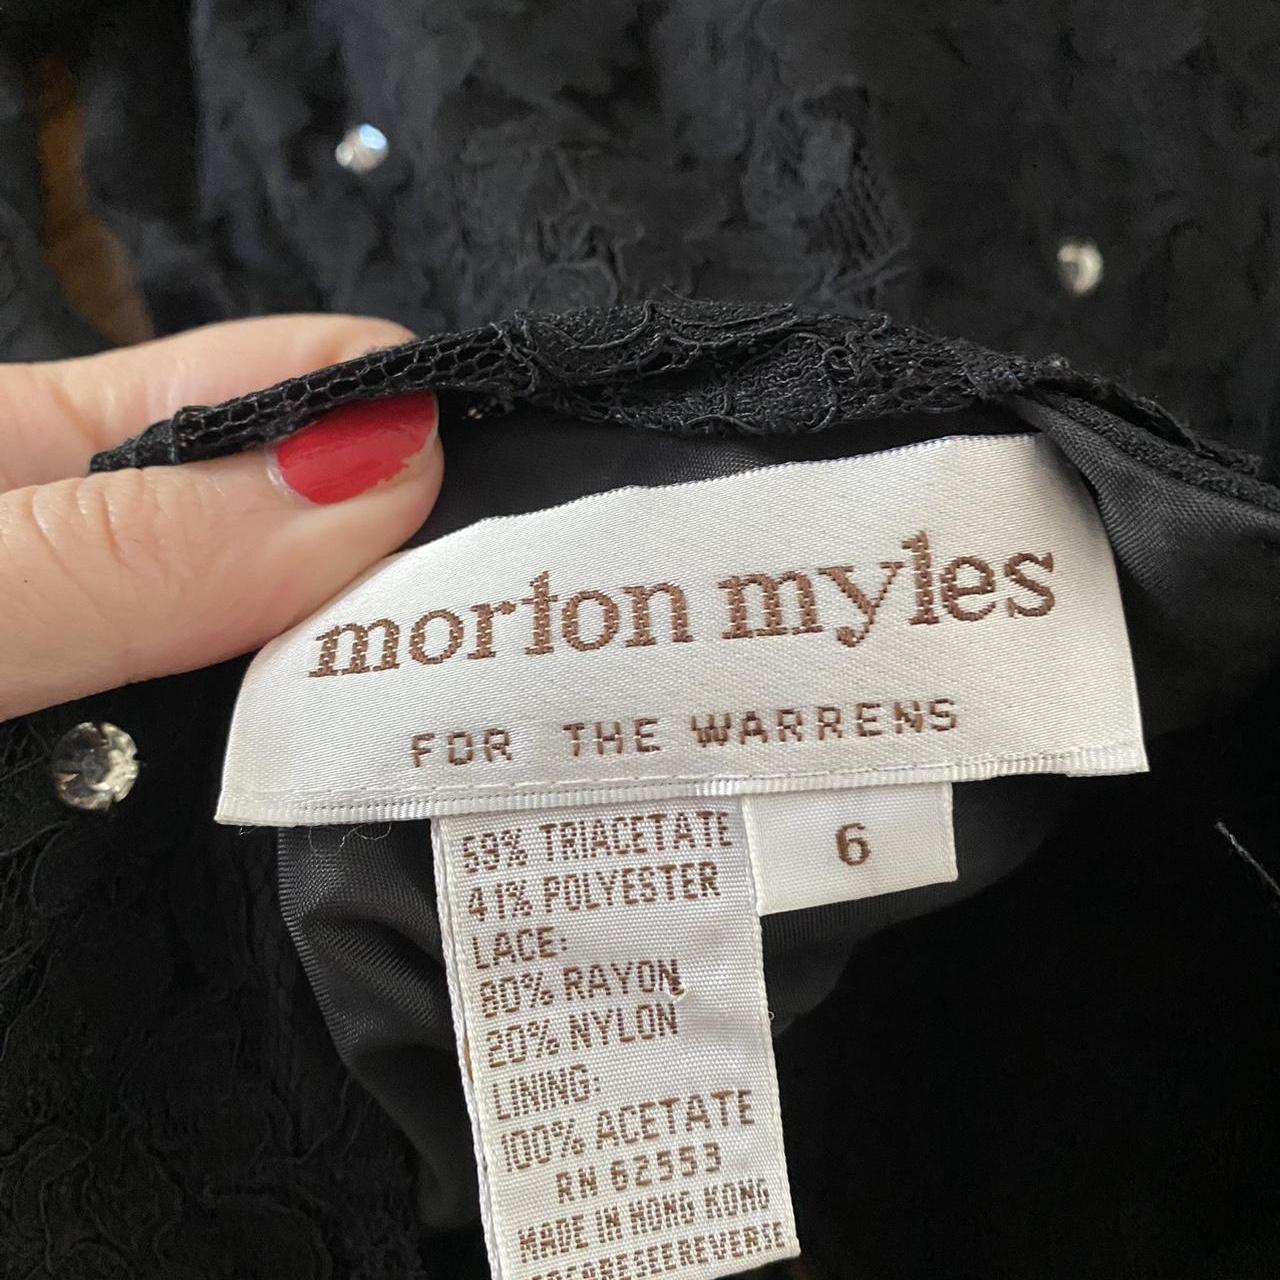 morton myles
FOR THE WARRENS
6
59% TRIACETATE
41% POLYESTER
LACE:
80% RAYON
20% NYLON
LINING:
100% ACETATE
RN 62553
MADE IN HONG KONG
SEEREVERSE